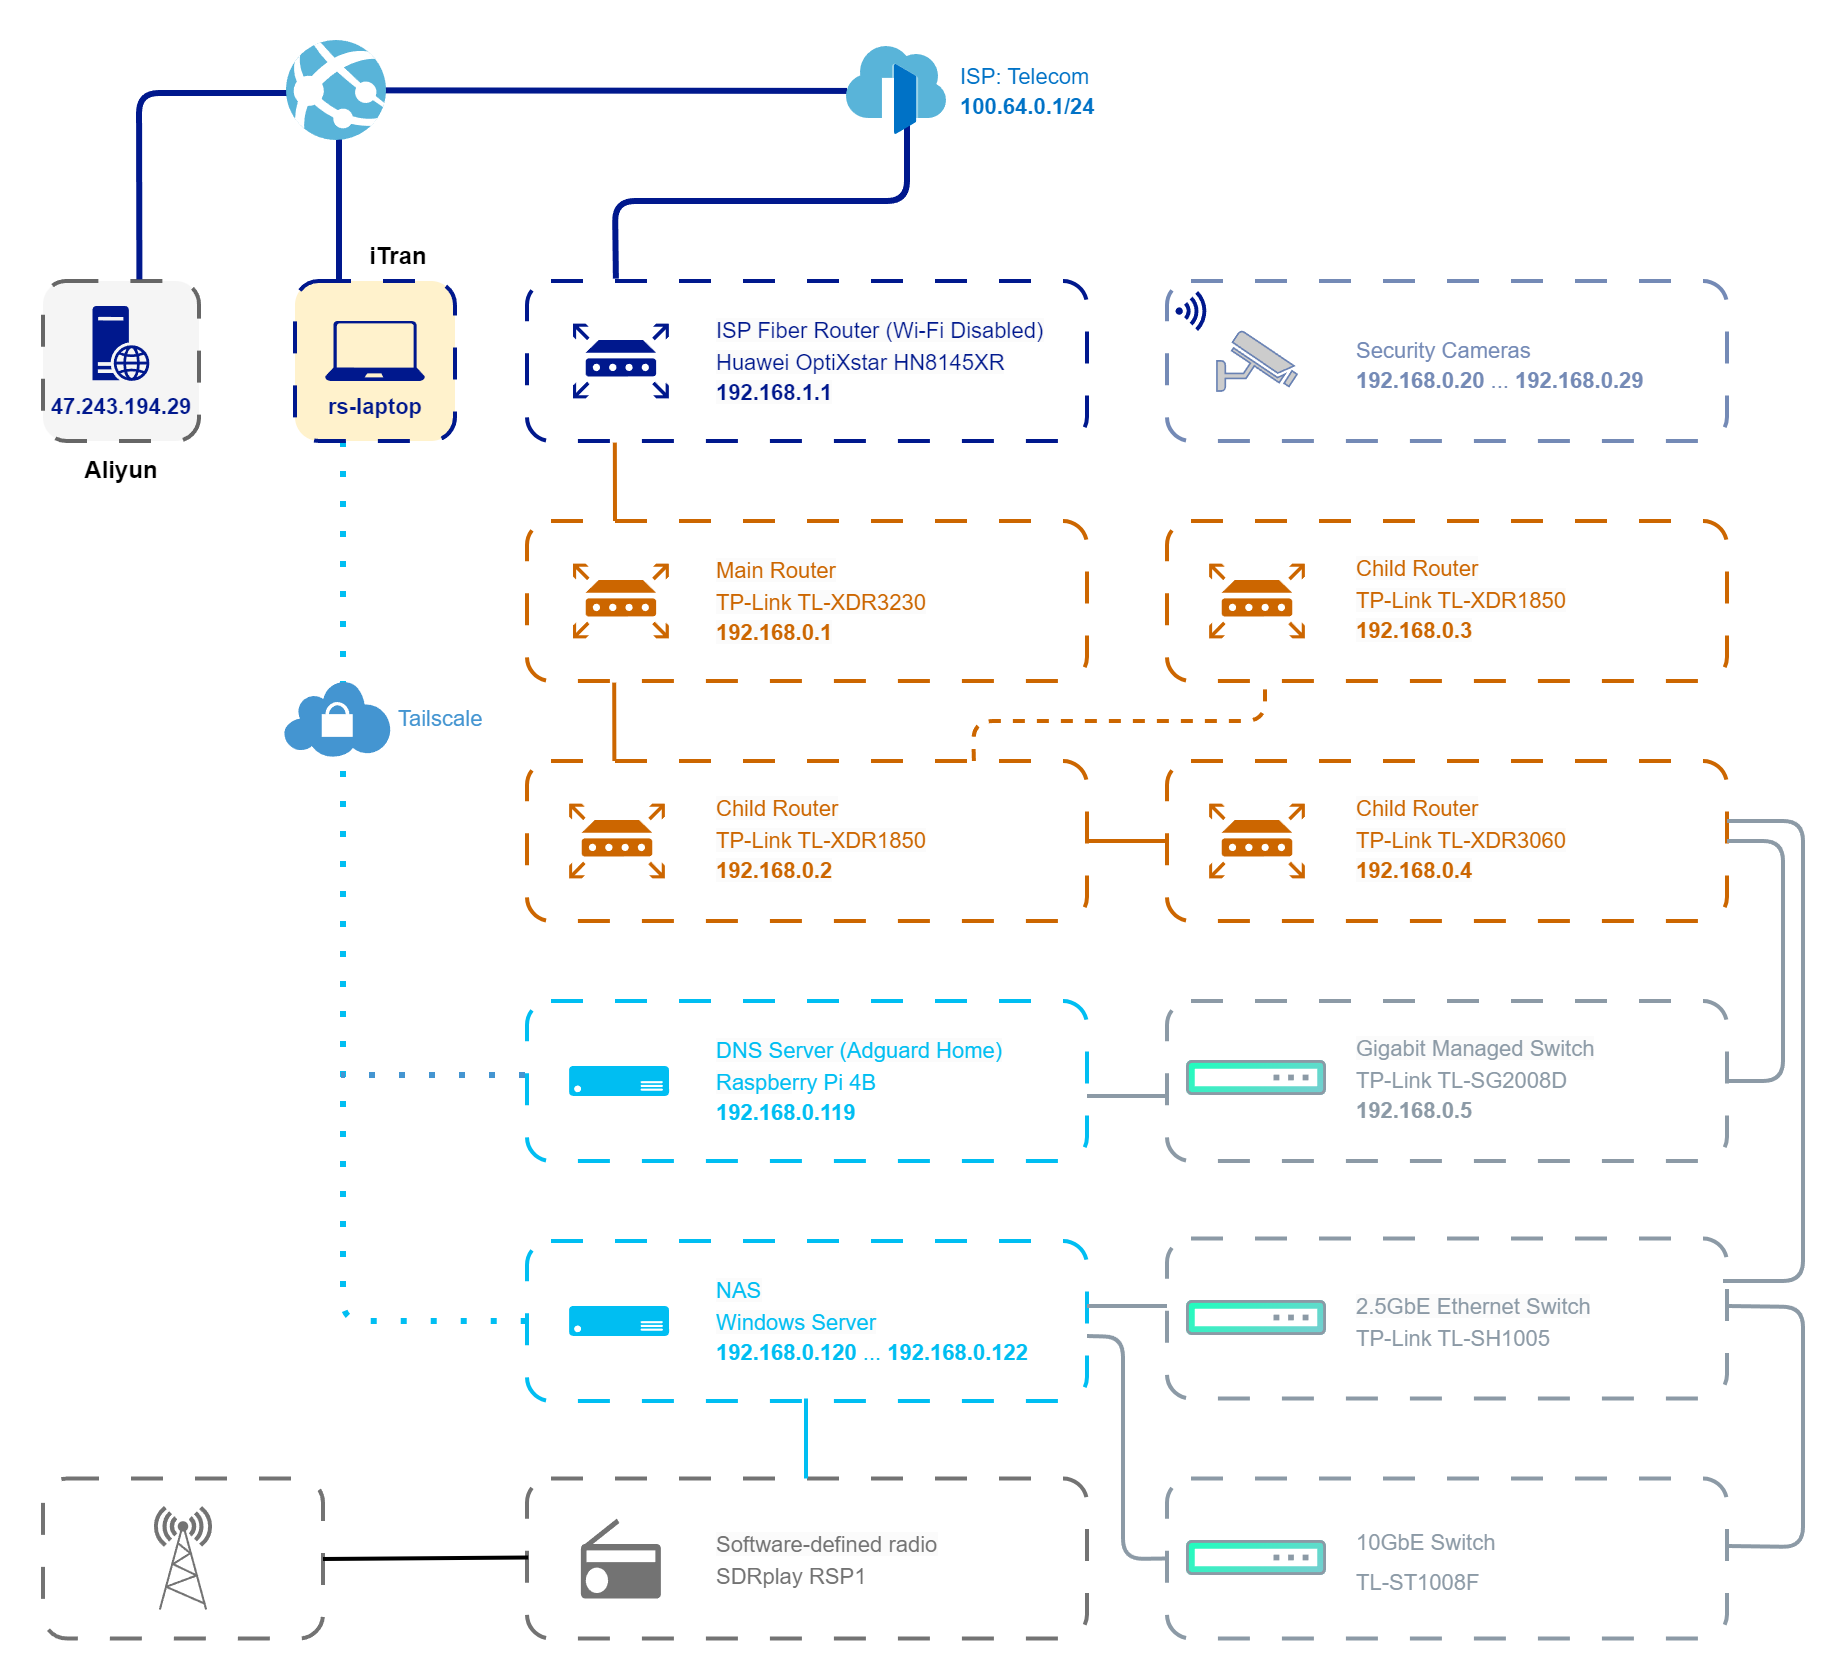 ISP: Telecom
100.64.0.1/24
iTran
47.243.194.29
Aliyun
rs-laptop
ISP Fiber Router (Wi-Fi Disabled)
Huawei OptiXstar HN8145XR
192.168.1.1
Security Cameras
192.168.0.20 ... 192.168.0.29
Main Router
TP-Link TL-XDR3230
192.168.0.1
Child Router
TP-Link TL-XDR1850
192.168.0.3
Tailscale
Child Router
TP-Link TL-XDR1850
192.168.0.2
Child Router
TP-Link TL-XDR3060
192.168.0.4
DNS Server (Adguard Home)
Raspberry Pi 4B
192.168.0.119
Gigabit Managed Switch
TP-Link TL-SG2008D
192.168.0.5
NAS
Windows Server
192.168.0.120 ... 192.168.0.122
2.5GbE Ethernet Switch
TP-Link TL-SH1005
Software-defined radio
SDRplay RSP1
10GbE Switch
TL-ST1008F